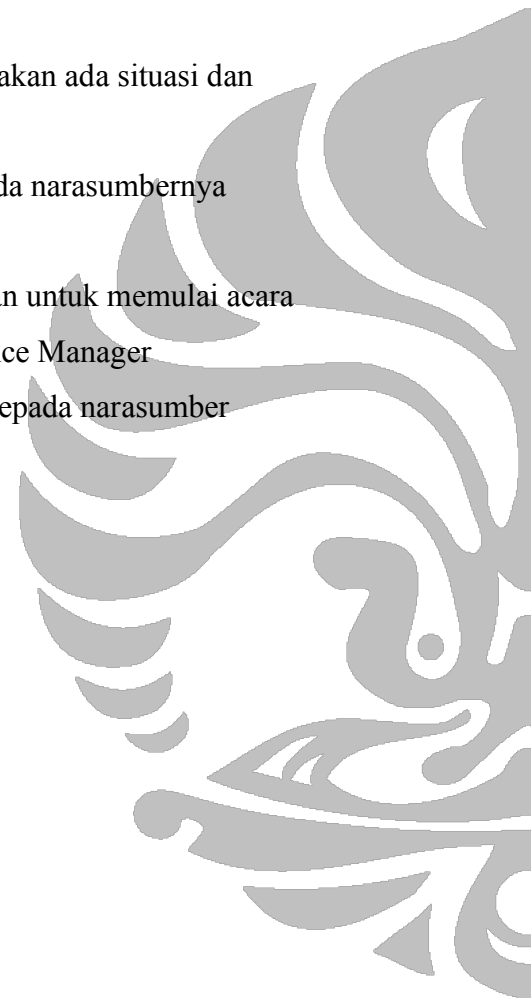 akan ada situasi dan
da narasumbernya
an untuk memulai acara
ce Manager
epada narasumber